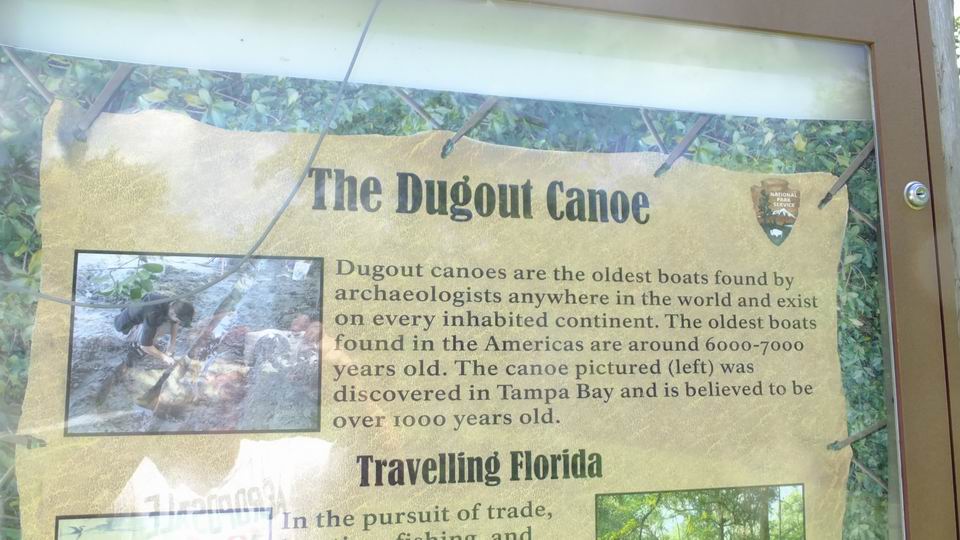 The Dugout Canoe
NATIONAL
PARK
SERVICE
Dugout canoes are the oldest boats found by
archaeologists anywhere in the world and exist
on every inhabited continent. The oldest boats
found in the Americas are around 6000-7000
years old. The canoe pictured (left) was
discovered in Tampa Bay and is believed to be
over 1000 years old.
Travelling Florida
In the pursuit of trade,
fishing, and